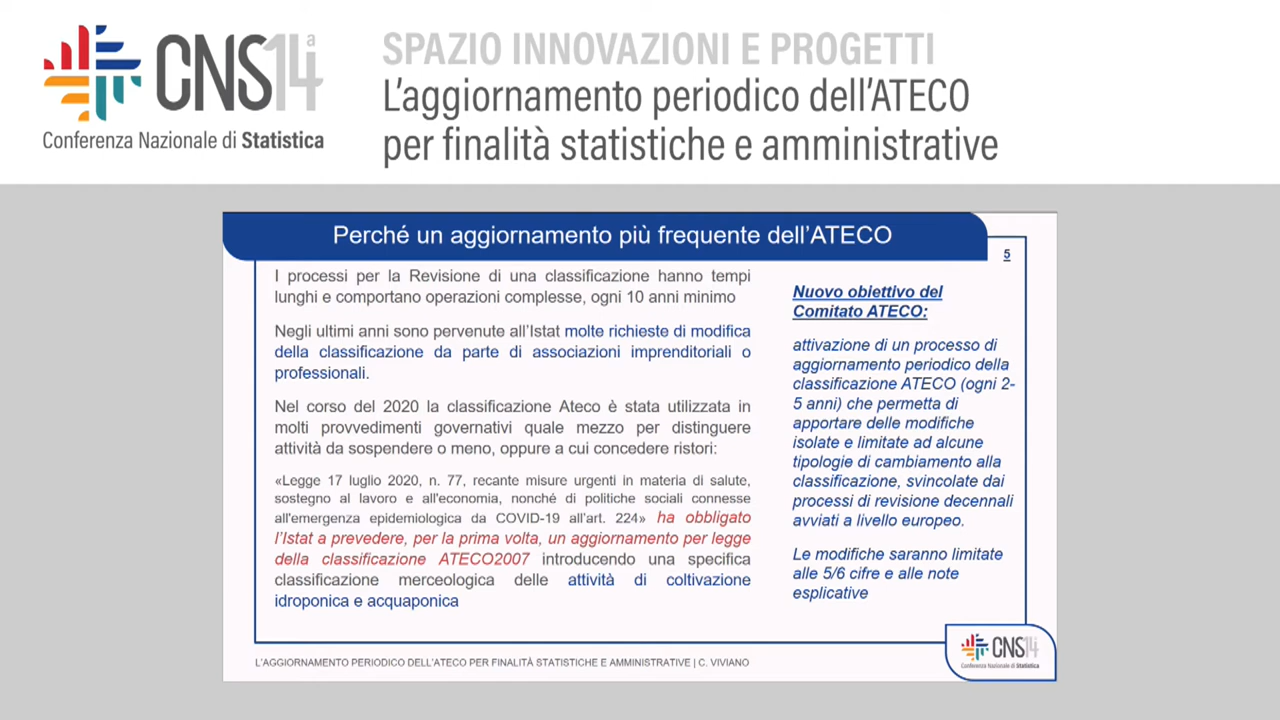 CNS14a
Conferenza Nazionale di Statistica
SPAZIO INNOVAZIONI E PROGETTI
L'aggiornamento periodico dell'ATECO
per finalità statistiche e amministrative
Perché un aggiornamento più frequente dell'ATECO
5
I processi per la Revisione di una classificazione hanno tempi
lunghi e comportano operazioni complesse, ogni 10 anni minimo
Negli ultimi anni sono pervenute all'Istat molte richieste di modifica
della classificazione da parte di associazioni imprenditoriali o
professionali.
Nel corso del 2020 la classificazione Ateco è stata utilizzata in
molti provvedimenti governativi quale mezzo per distinguere
attività da sospendere o meno, oppure a cui concedere ristori:
«Legge 17 luglio 2020, n. 77, recante misure urgenti in materia di salute,
sostegno al lavoro e all'economia, nonché di politiche sociali connesse
all'emergenza epidemiologica da COVID-19 all'art. 224» ha obbligato
l'Istat a prevedere, per la prima volta, un aggiornamento per legge
della classificazione ATECO2007 introducendo una specifica
classificazione merceologica delle attività di coltivazione
idroponica e acquaponica
Nuovo obiettivo del
Comitato ATECO:
attivazione di un processo di
aggiornamento periodico della
classificazione ATECO (ogni 2-
5 anni) che permetta di
apportare delle modifiche
isolate e limitate ad alcune
tipologie di cambiamento alla
classificazione, svincolate dai
processi di revisione decennali
avviati a livello europeo.
Le modifiche saranno limitate
alle 5/6 cifre e alle note
esplicative
L'AGGIORNAMENTO PERIODICO DELL'ATECO PER FINALITÀ STATISTICHE E AMMINISTRATIVE | C. VIVIANO
CNS14a
Conferenza Nazionale di Statistica